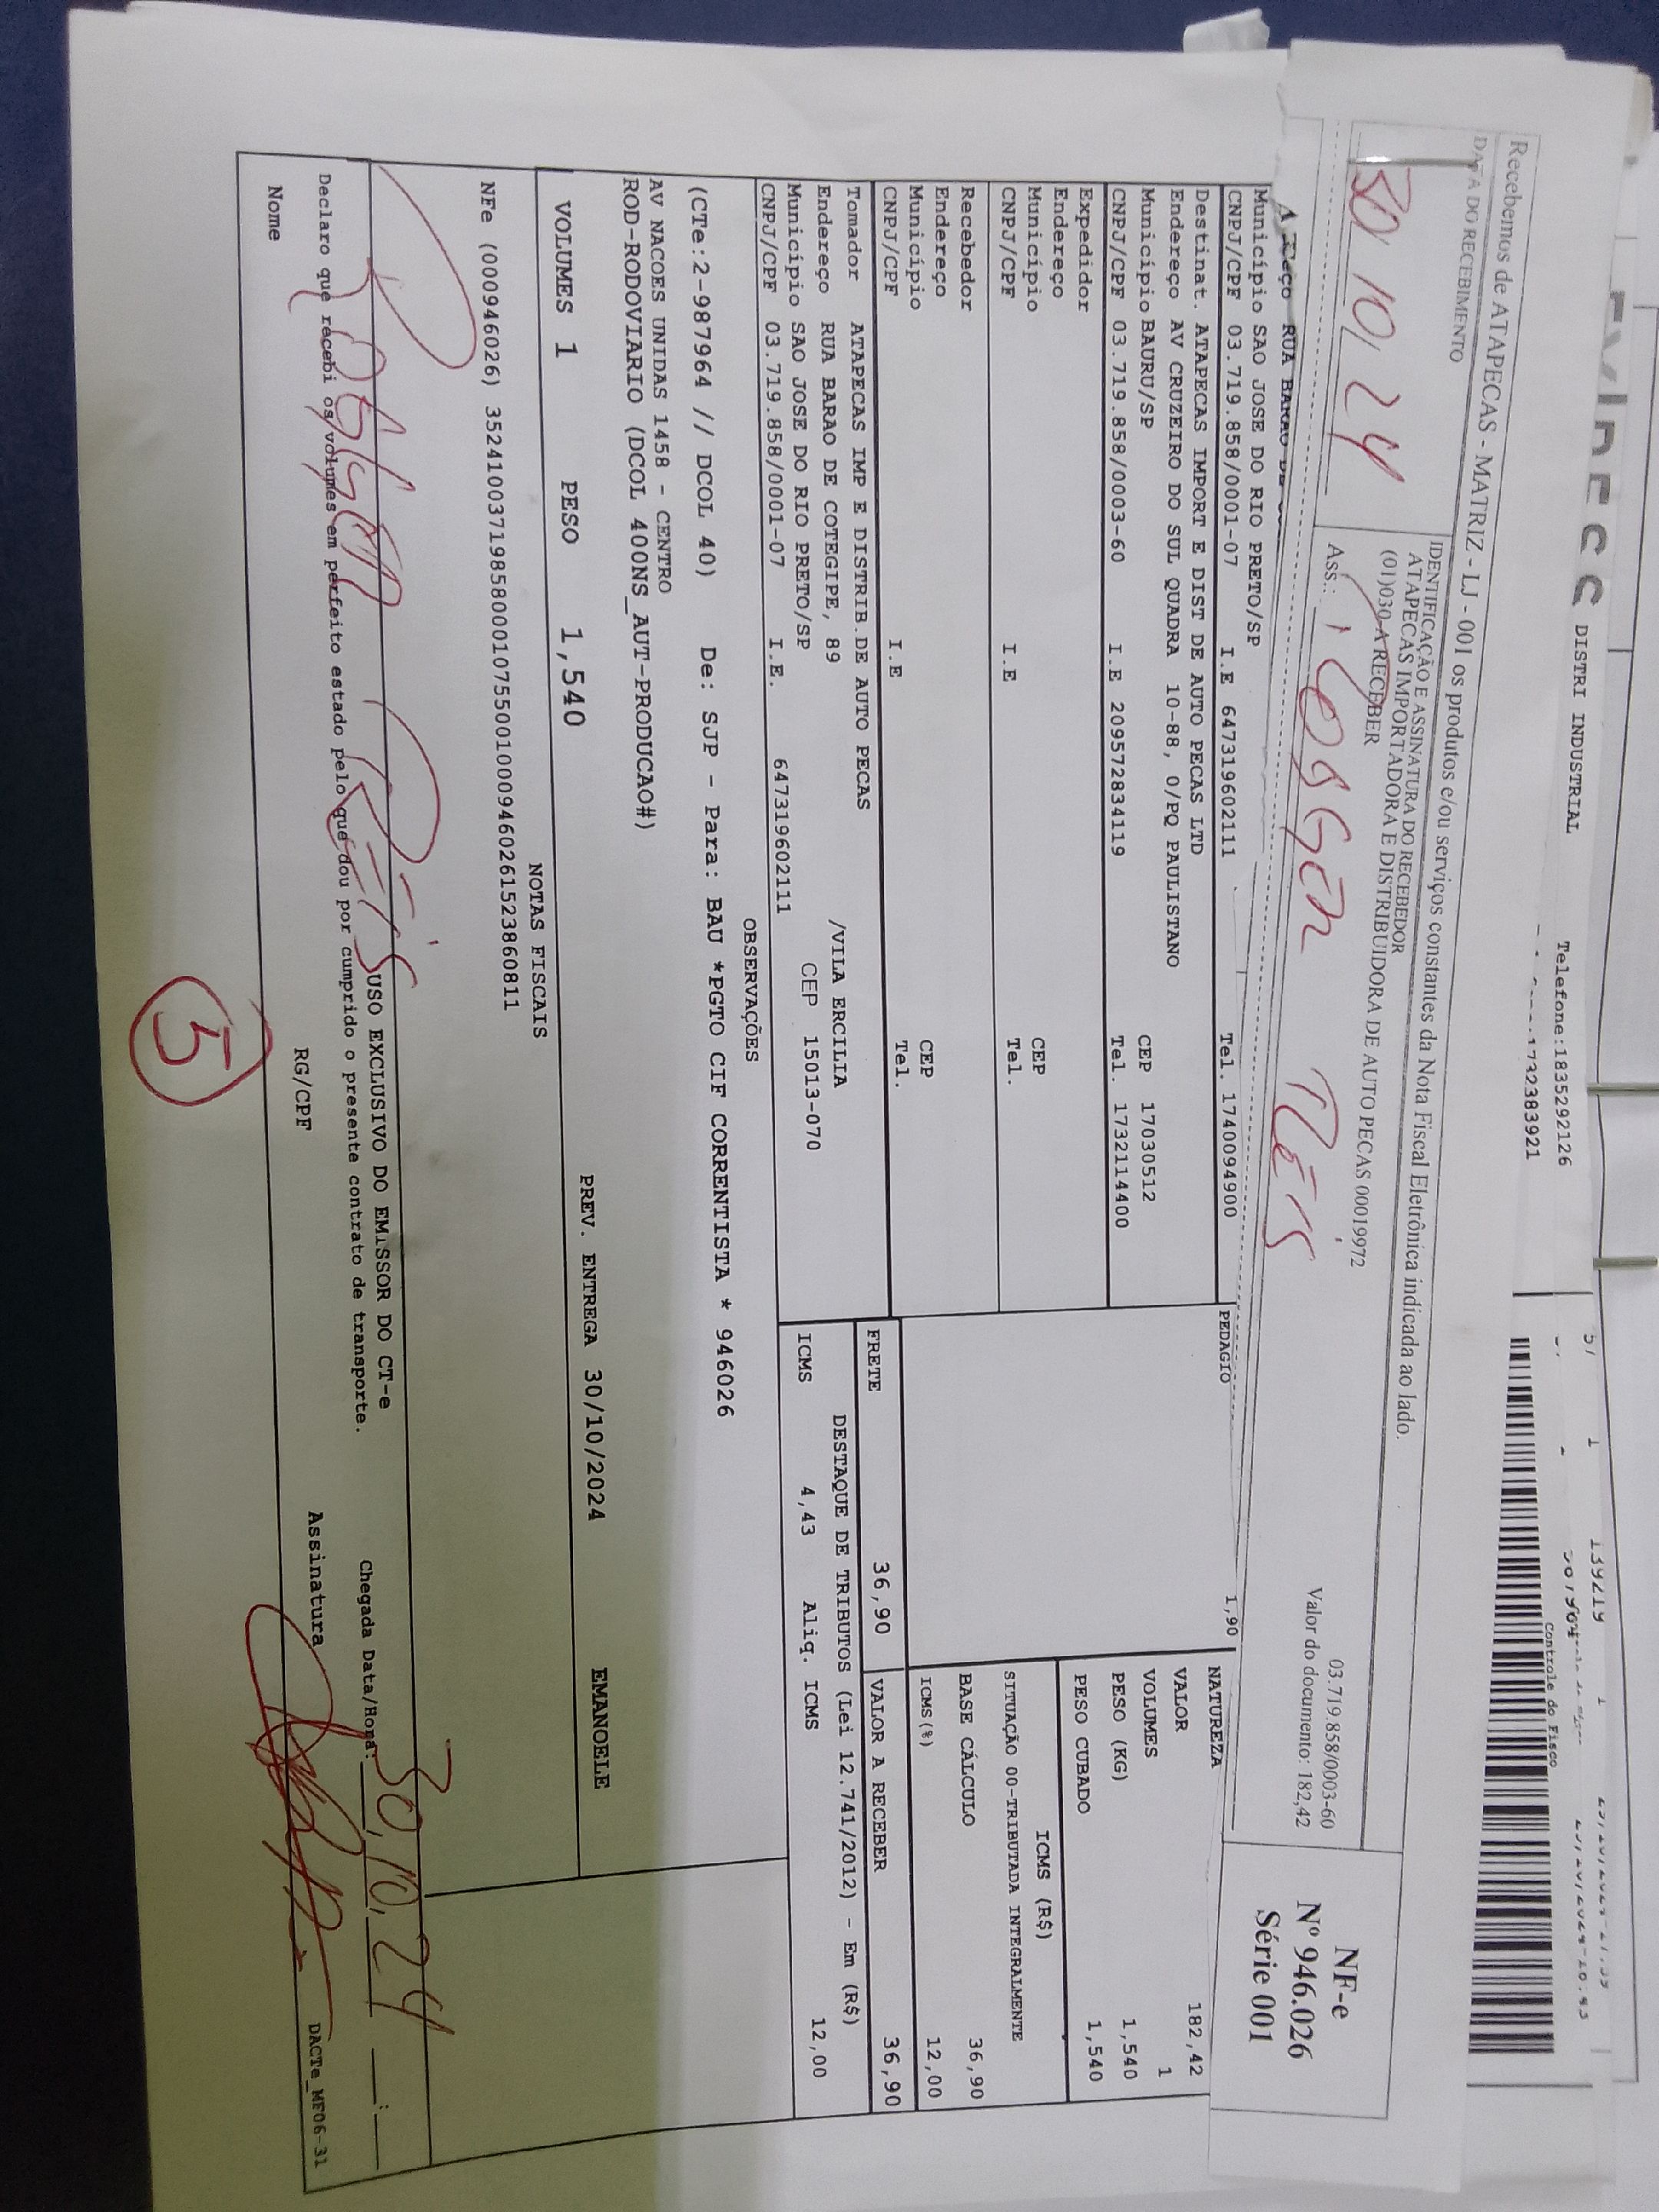 DISTRI INDUSTRIAL Telefone:1835292126
1732383921
Controle do Fisco
Recebemos de ATAPECAS - MATRIZ - LJ - 001 os produtos e/ou serviços constantes da Nota Fiscal Eletrônica indicada ao lado.
DATA DO RECEBIMENTO
30/10/24
IDENTIFICAÇÃO E ASSINATURA DO RECEBEDOR
ATAPECAS IMPORTADORA E DISTRIBUIDORA DE AUTO PECAS 00019972
(01)030-A RECEBER
03.719.858/0003-60
Valor do documento: 182,42
Ass.:
NF-e
Nº 946.026
Série 001
RUA BARAO DE
Município SAO JOSE DO RIO PRETO/SP
CNPJ/CPF 03.719.858/0001-07 I.E 647319602111 Tel. 1740094900
PEDAGIO 1,90
Destinat. ATAPECAS IMPORT E DIST DE AUTO PECAS LTD
Endereço AV CRUZEIRO DO SUL QUADRA 10-88, 0/PQ PAULISTANO
Município BAURU/SP CEP 17030512
CNPJ/CPF 03.719.858/0003-60 I.E 209572834119 Tel. 1732114400
NATUREZA
VALOR 182,42
VOLUMES 1
PESO (KG) 1,540
PESO CUBADO 1,540
Expedidor
Endereço
Município CEP
CNPJ/CPF I.E Tel.
ICMS (R$)
SITUAÇÃO 00-TRIBUTADA INTEGRALMENTE
BASE CÁLCULO 36,90
ICMS(%) 12,00
Recebedor
Endereço
Município CEP
CNPJ/CPF I.E Tel.
FRETE 36,90 VALOR A RECEBER 36,90
Tomador ATAPECAS IMP E DISTRIB.DE AUTO PECAS
Endereço RUA BARAO DE COTEGIPE, 89 /VILA ERCILIA
Município SAO JOSE DO RIO PRETO/SP CEP 15013-070
CNPJ/CPF 03.719.858/0001-07 I.E. 647319602111
DESTAQUE DE TRIBUTOS (Lei 12.741/2012) - Em (R$)
ICMS 4,43 Aliq. ICMS 12,00
OBSERVAÇÕES
(CTe:2-987964 // DCOL 40) De: SJP - Para: BAU *PGTO CIF CORRENTISTA * 946026
AV NACOES UNIDAS 1458 - CENTRO
ROD-RODOVIARIO (DCOL 400NS_AUT-PRODUCAO#)
VOLUMES 1 PESO 1,540 PREV. ENTREGA 30/10/2024 EMANOELE
NOTAS FISCAIS
NFe (000946026) 35241003719858000107550010009460261523860811
USO EXCLUSIVO DO EMISSOR DO CT-e
Declaro que recebi os volumes em perfeito estado pelo que dou por cumprido o presente contrato de transporte.
Chegada Data/Hora: 30/10/24
Nome RG/CPF Assinatura
DACTe_MF06-31
5